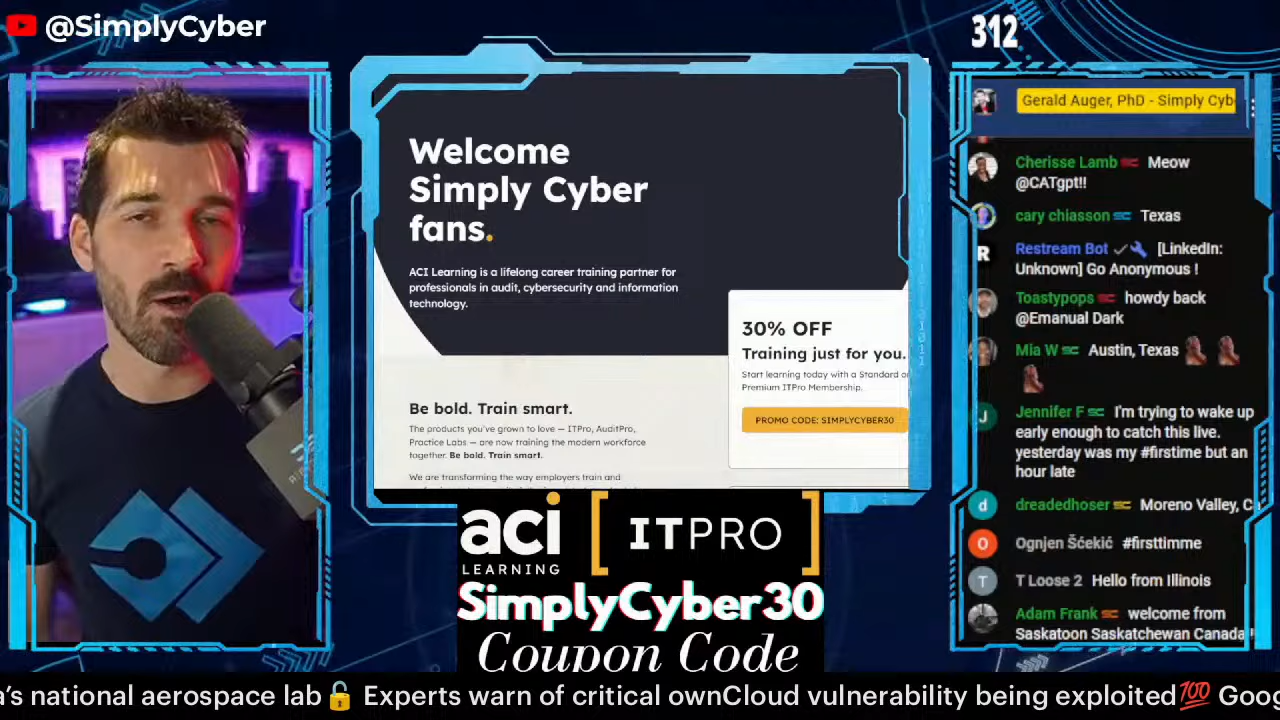 @SimplyCyber
312
Welcome
Simply Cyber
fans.
ACI Learning is a lifelong career training partner for
professionals in audit, cybersecurity and information
technology.
30% OFF
Training just for you.
Start learning today with a Standard o
Premium ITPro Membership.
PROMO CODE: SIMPLYCYBER30
Be bold. Train smart.
The products you've grown to love — ITPro, AuditPro,
Practice Labs — are now training the modern workforce
together. Be bold. Train smart.
We are transforming the way employers train and
aci
LEARNING
[ITPRO]
SimplyCyber30
Coupon Code
Gerald Auger, PhD - Simply Cyb
Cherisse Lamb Meow
@CATgpt!!
cary chiasson Texas
R
Restream Bot [LinkedIn:
Unknown] Go Anonymous !
Toastypops howdy back
@Emanual Dark
Mia W Austin, Texas
J
Jennifer F I'm trying to wake up
early enough to catch this live.
yesterday was my #firstime but an
hour late
d
dreadedhoser Moreno Valley, C
O
Ognjen Šćekić #firsttimme
T
T Loose 2 Hello from Illinois
Adam Frank welcome from
Saskatoon Saskatchewan Canada!
a's national aerospace lab🔓 Experts warn of critical ownCloud vulnerability being exploited💯 Goog